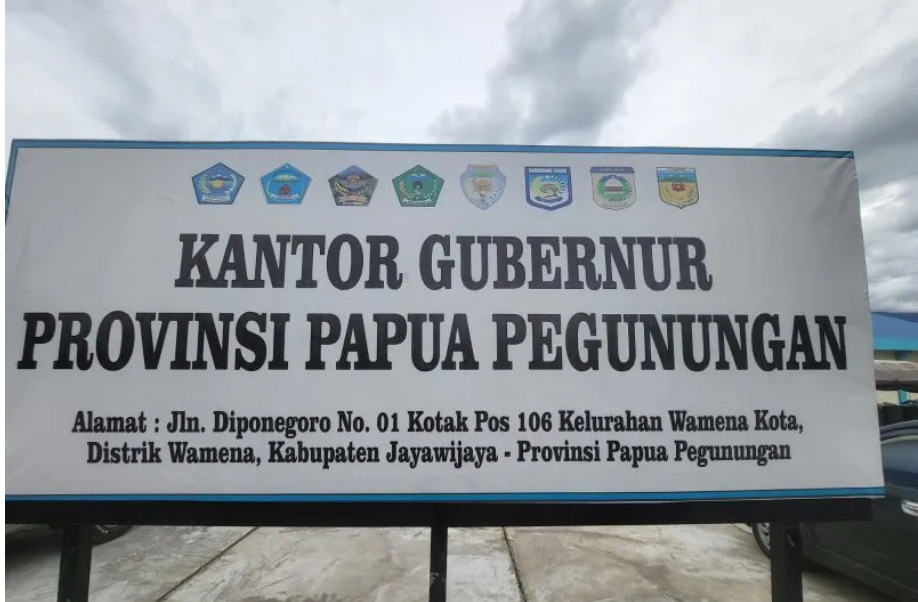 KANTOR GUBERNUR
PROVINSI PAPUA PEGUNUNGAN
Alamat : Jln. Diponegoro No. 01 Kotak Pos 106 Kelurahan Wamena Kota,
Distrik Wamena, Kabupaten Jayawijaya - Provinsi Papua Pegunungan